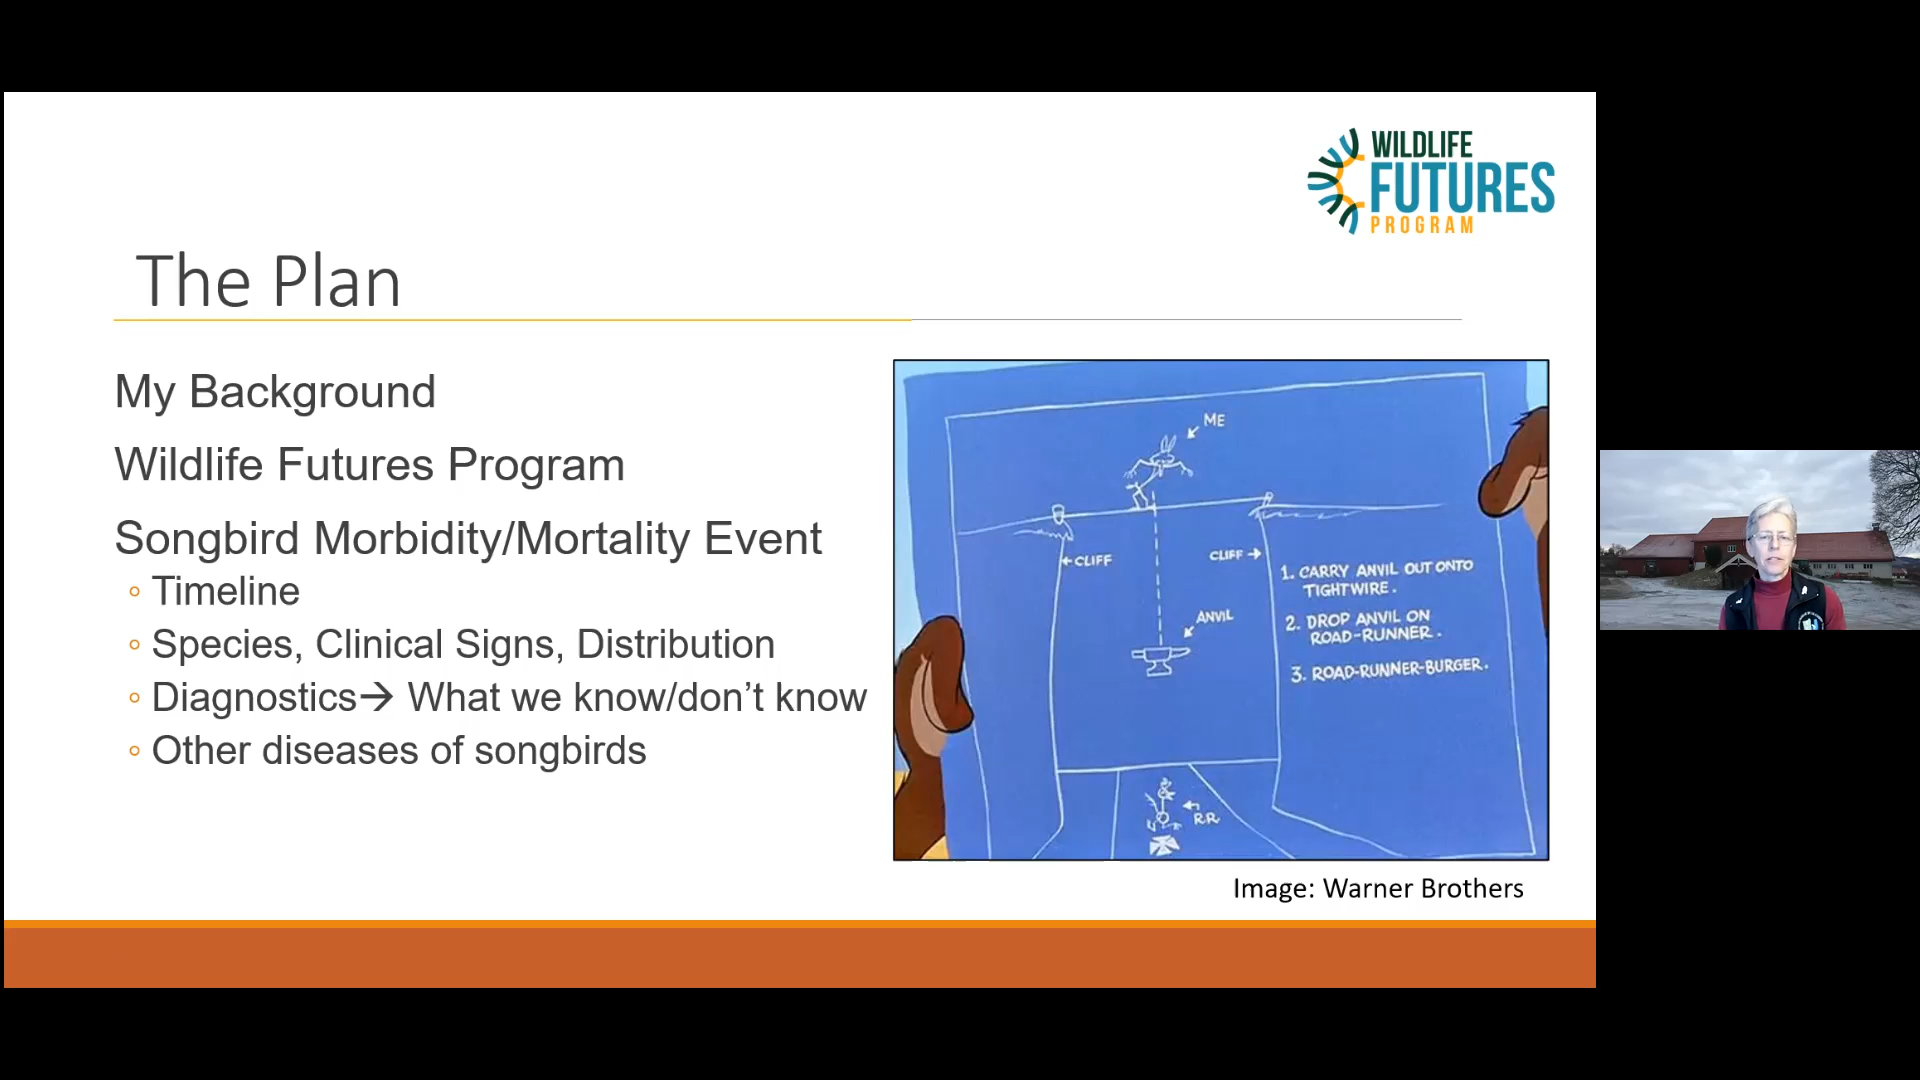 WILDLIFE
FUTURES
PROGRAM
The Plan
My Background
Wildlife Futures Program
Songbird Morbidity/Mortality Event
◦ Timeline
◦ Species, Clinical Signs, Distribution
◦ Diagnostics→ What we know/don’t know
◦ Other diseases of songbirds
ME
←CLIFF
CLIFF→
ANVIL
1. CARRY ANVIL OUT ONTO
TIGHTWIRE.
2. DROP ANVIL ON
ROAD-RUNNER.
3. ROAD-RUNNER-BURGER.
R.R.
Image: Warner Brothers